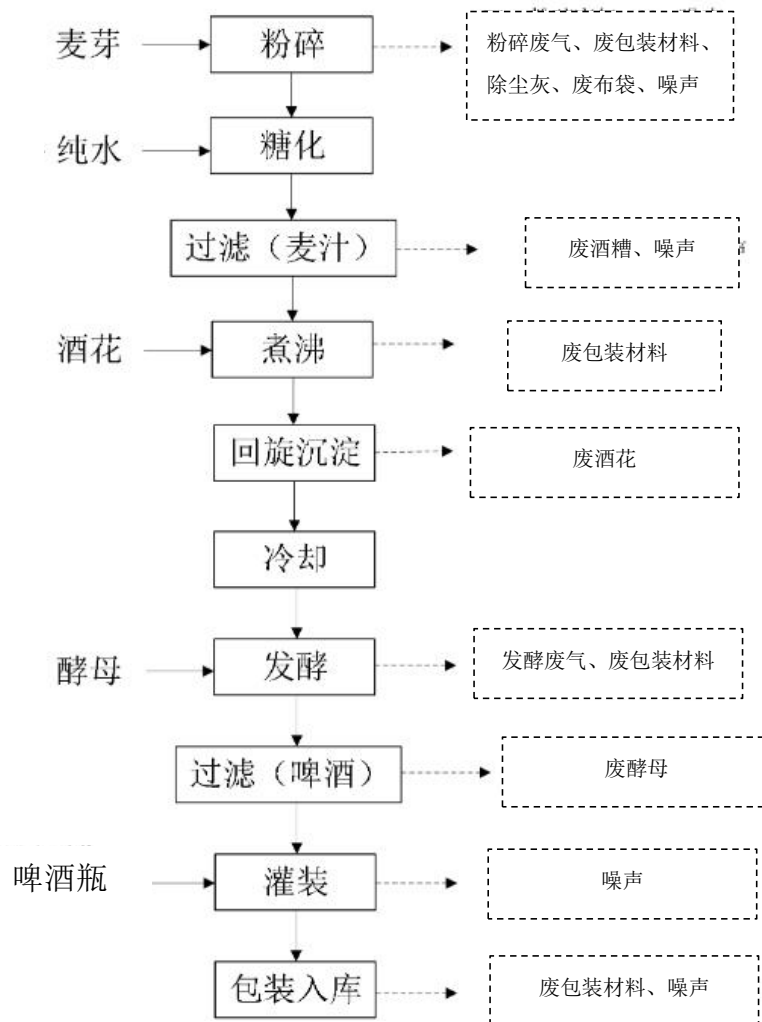 麦芽
粉碎
粉碎废气、废包装材料、
除尘灰、废布袋、噪声
纯水
糖化
过滤（麦汁）
废酒糟、噪声
酒花
煮沸
废包装材料
回旋沉淀
废酒花
冷却
酵母
发酵
发酵废气、废包装材料
过滤（啤酒）
废酵母
啤酒瓶
灌装
噪声
包装入库
废包装材料、噪声